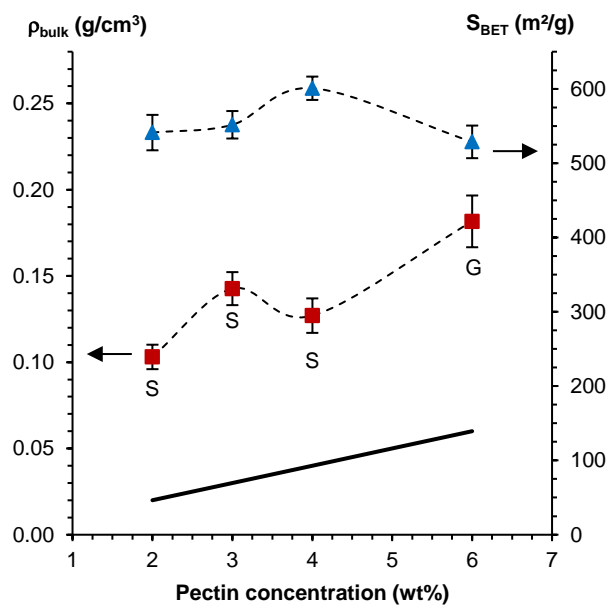 ρbulk (g/cm³) SBET (m²/g)
0.25 600
0.20 500
0.15 400
0.10 300
0.05 200
0.00 100
0
S S S G
1 2 3 4 5 6 7
Pectin concentration (wt%)